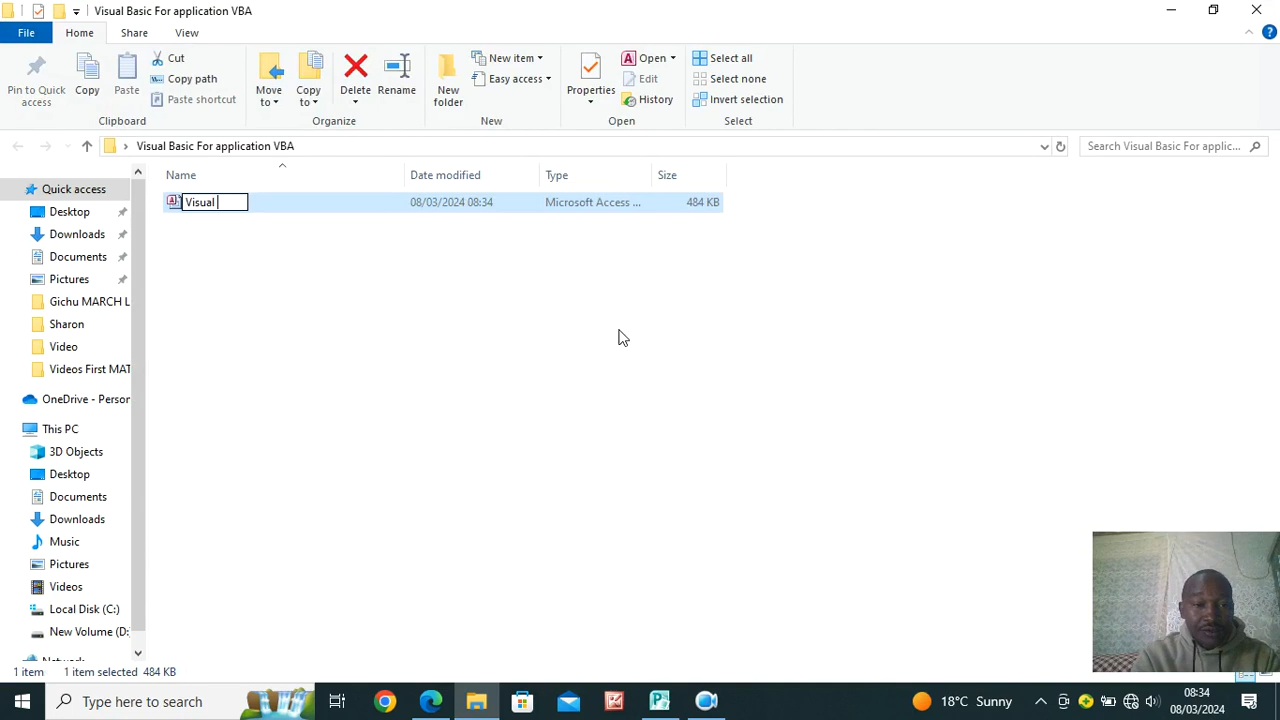 Visual Basic For application VBA
File
Home
Share
View
Pin to Quick access
Copy
Paste
Cut
Copy path
Paste shortcut
Clipboard
Move to
Copy to
Delete
Rename
Organize
New folder
New item
Easy access
New
Properties
Open
Edit
History
Open
Select all
Select none
Invert selection
Select
Visual Basic For application VBA
Search Visual Basic For applic...
Name
Date modified
Type
Size
Visual
08/03/2024 08:34
Microsoft Access ...
484 KB
Quick access
Desktop
Downloads
Documents
Pictures
Gichu MARCH L
Sharon
Video
Videos First MAT
OneDrive - Person
This PC
3D Objects
Desktop
Documents
Downloads
Music
Pictures
Videos
Local Disk (C:)
New Volume (D:
1 item
1 item selected 484 KB
Type here to search
18°C Sunny
08:34
08/03/2024